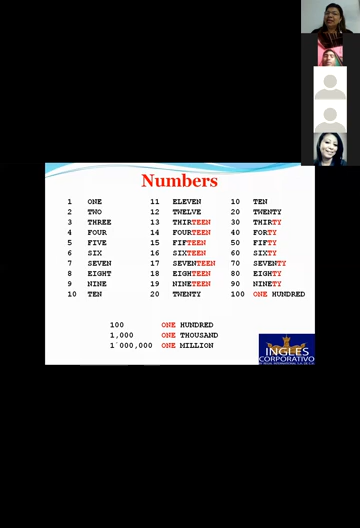 Numbers
1 ONE 11 ELEVEN 10 TEN
2 TWO 12 TWELVE 20 TWENTY
3 THREE 13 THIRTEEN 30 THIRTY
4 FOUR 14 FOURTEEN 40 FORTY
5 FIVE 15 FIFTEEN 50 FIFTY
6 SIX 16 SIXTEEN 60 SIXTY
7 SEVEN 17 SEVENTEEN 70 SEVENTY
8 EIGHT 18 EIGHTEEN 80 EIGHTY
9 NINE 19 NINETEEN 90 NINETY
10 TEN 20 TWENTY 100 ONE HUNDRED
100 ONE HUNDRED
1,000 ONE THOUSAND
1´000,000 ONE MILLION
INGLES
CORPORATIVO